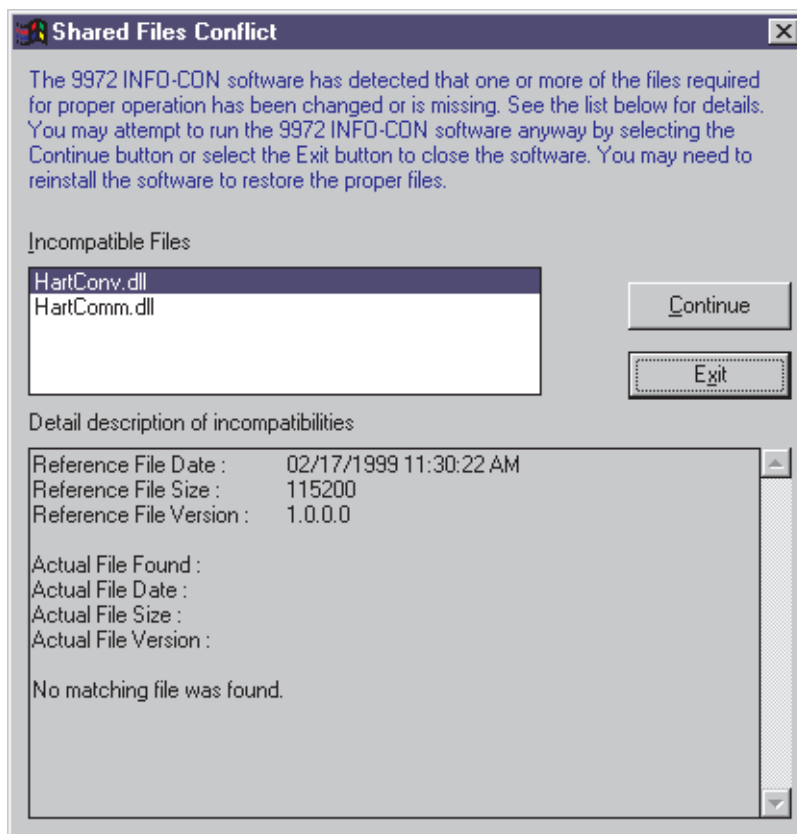 Shared Files Conflict
The 9972 INFO-CON software has detected that one or more of the files required
for proper operation has been changed or is missing. See the list below for details.
You may attempt to run the 9972 INFO-CON software anyway by selecting the
Continue button or select the Exit button to close the software. You may need to
reinstall the software to restore the proper files.
Incompatible Files
HartConv.dll
HartComm.dll
Continue
Exit
Detail description of incompatibilities
Reference File Date : 02/17/1999 11:30:22 AM
Reference File Size : 115200
Reference File Version : 1.0.0.0
Actual File Found :
Actual File Date :
Actual File Size :
Actual File Version :
No matching file was found.